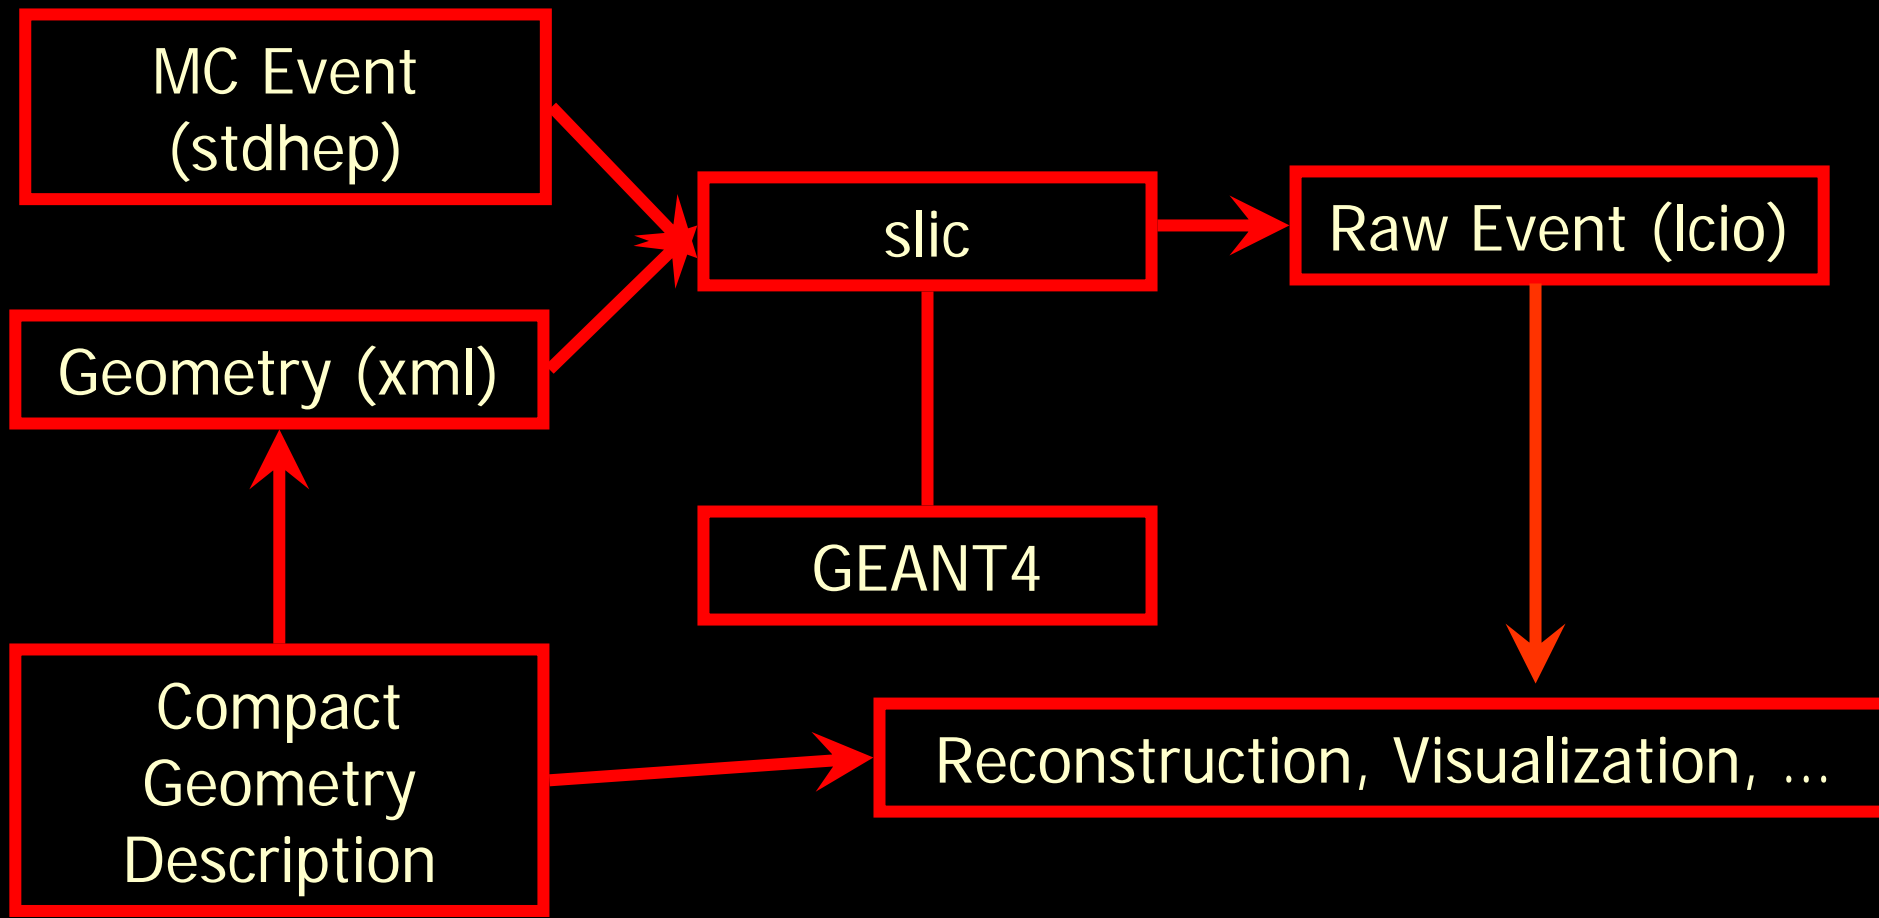 MC Event
(stdhep)
slic
Raw Event (lcio)
Geometry (xml)
GEANT4
Compact
Geometry
Description
Reconstruction, Visualization, ...